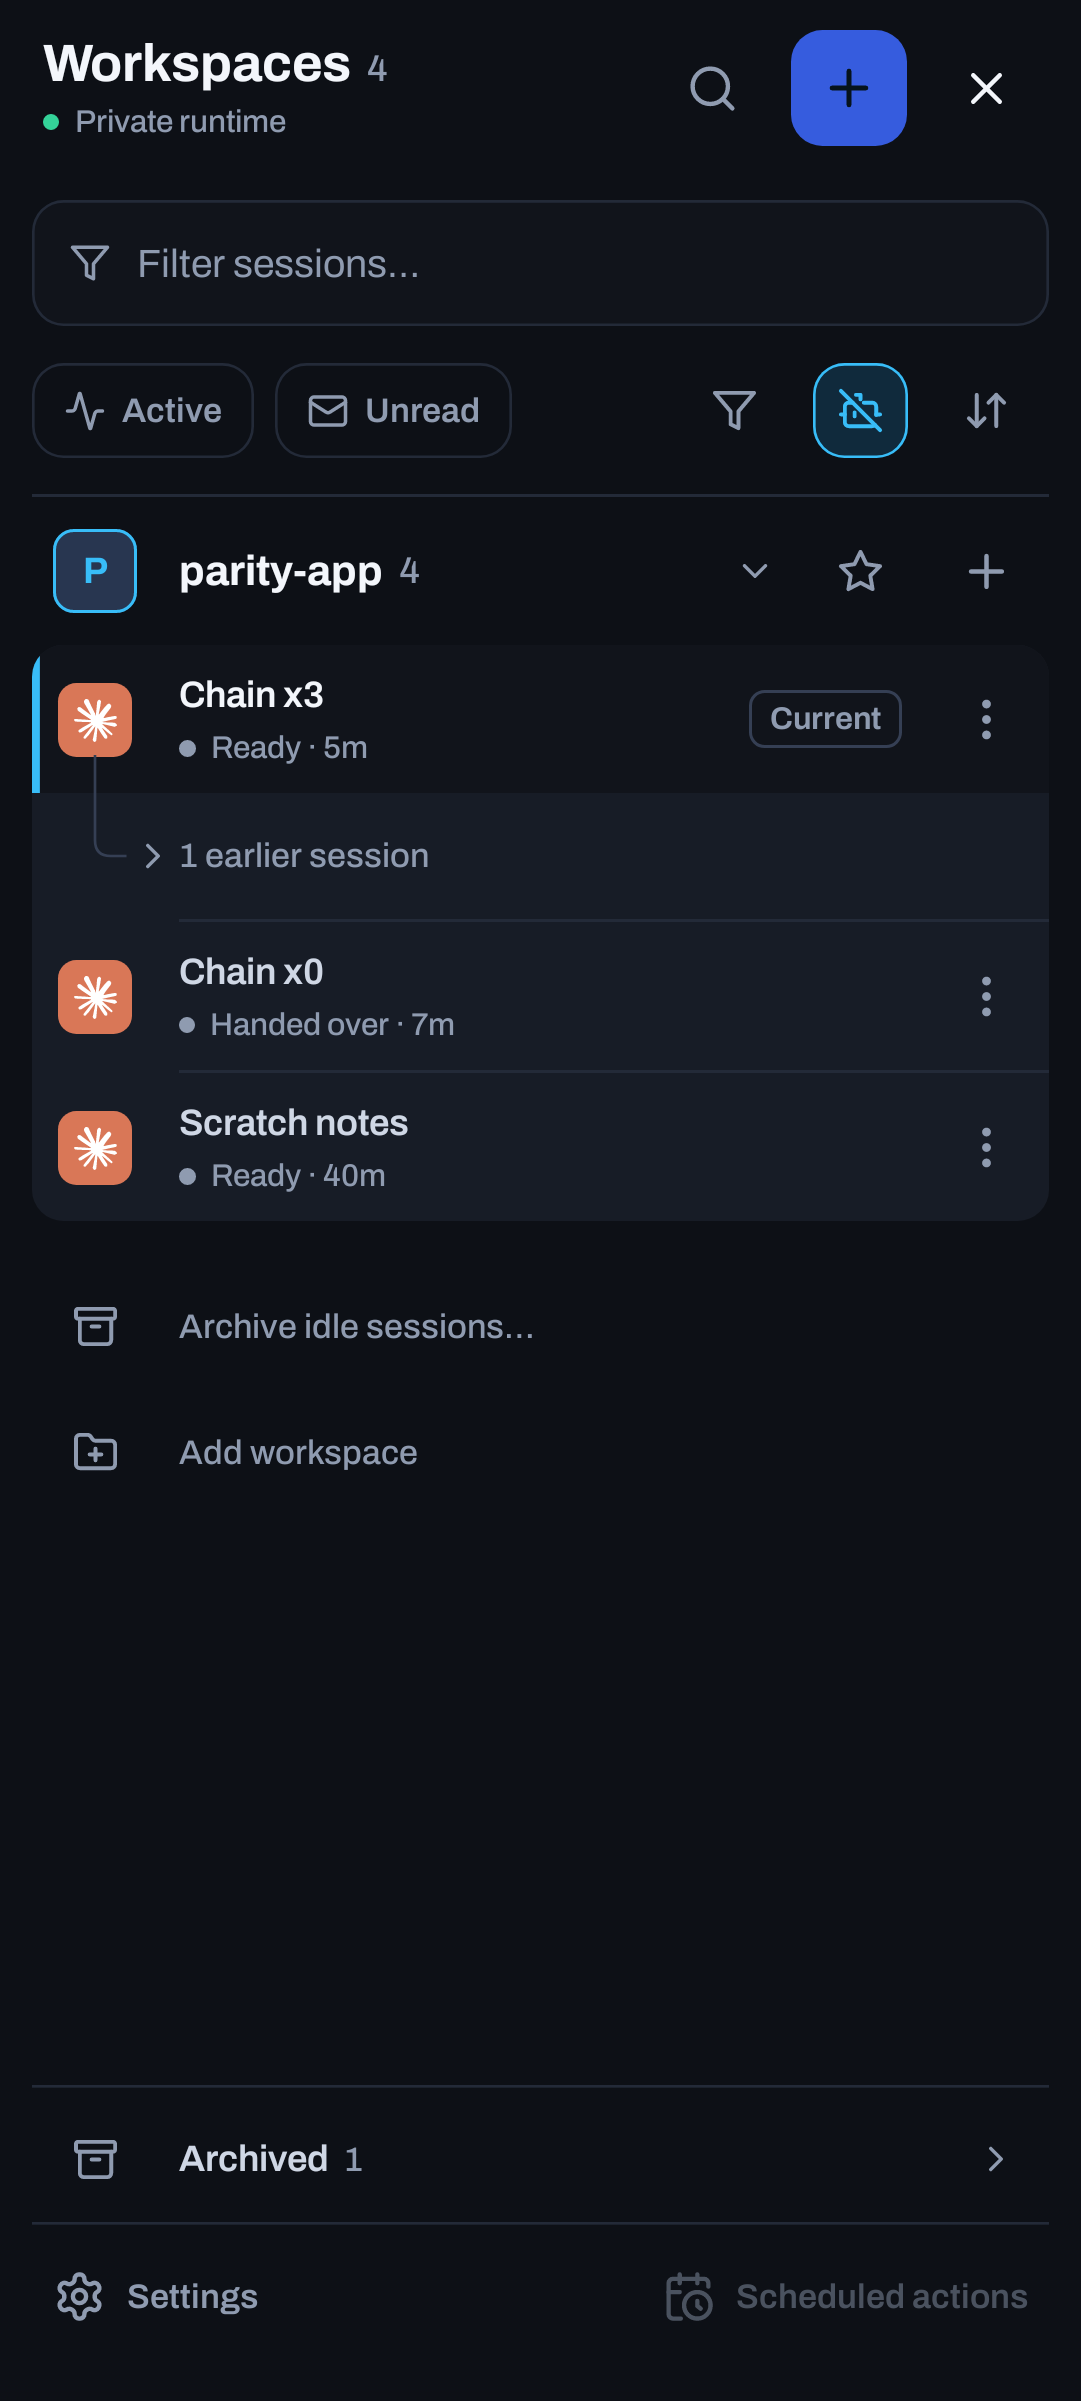 Workspaces 4
Private runtime
Filter sessions...
Active
Unread
P
parity-app 4
Chain x3
Ready · 5m
Current
1 earlier session
Chain x0
Handed over · 7m
Scratch notes
Ready · 40m
Archive idle sessions...
Add workspace
Archived 1
Settings
Scheduled actions